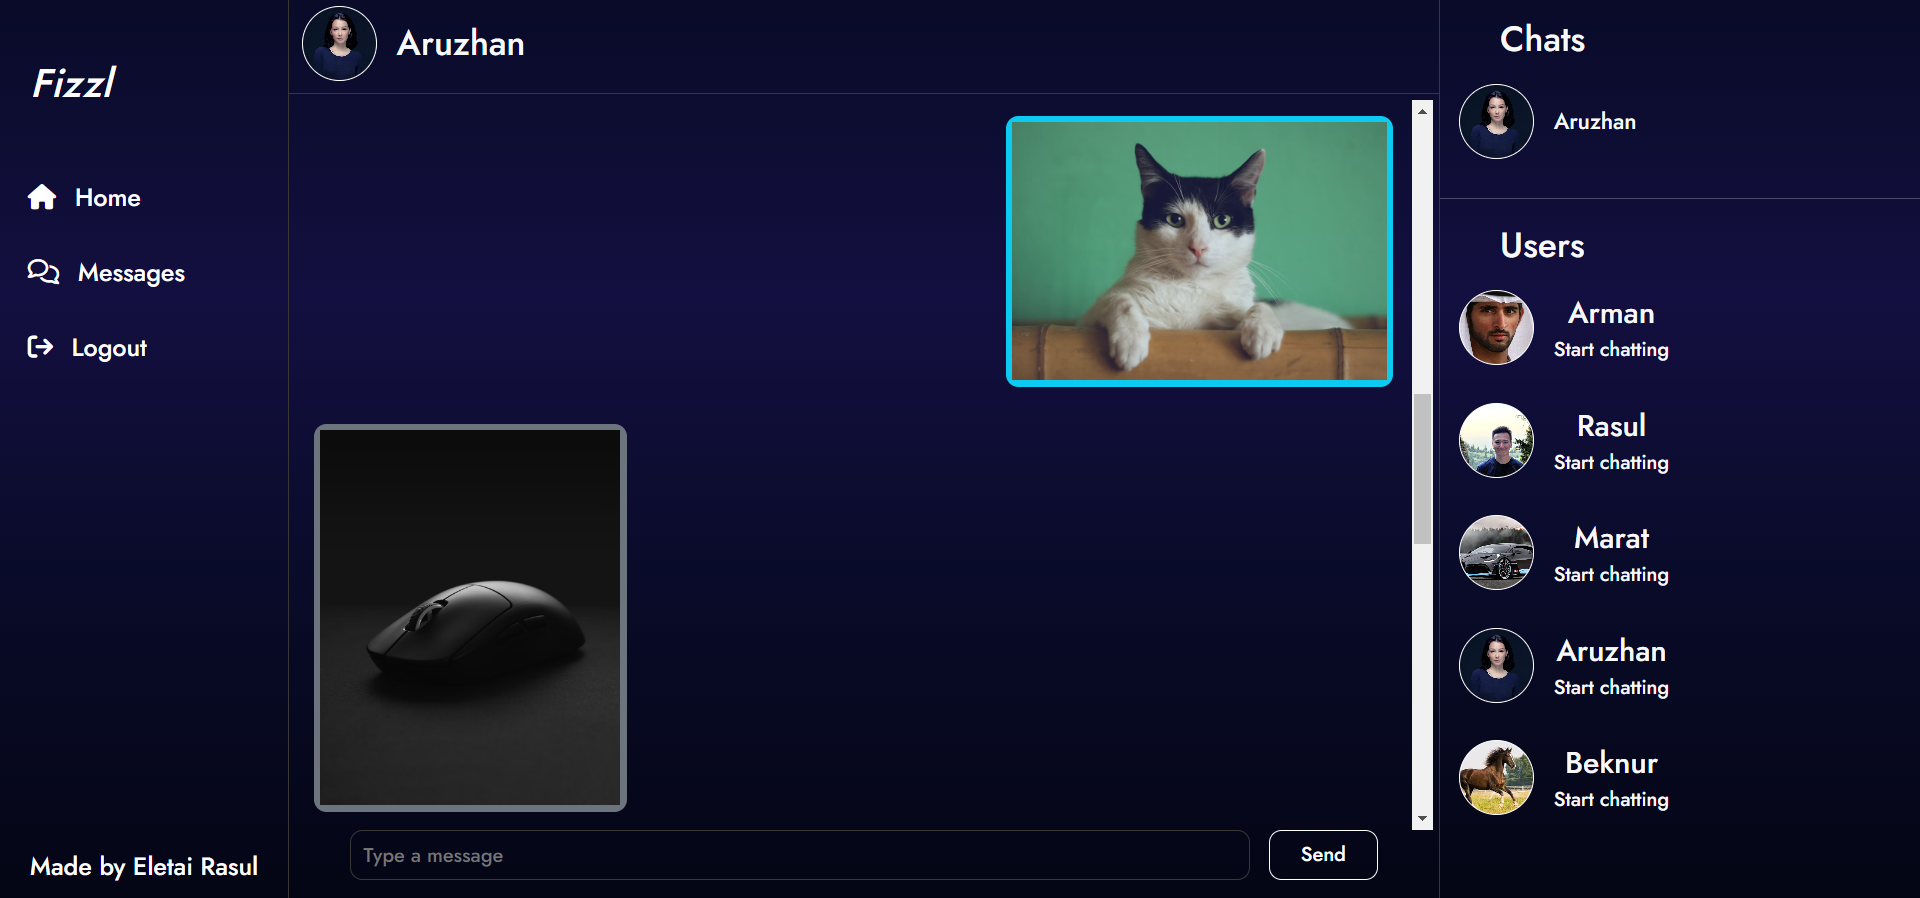 Fizzl
Home
Messages
Logout
Made by Eletai Rasul
Aruzhan
Type a message
Send
Chats
Aruzhan
Users
Arman
Start chatting
Rasul
Start chatting
Marat
Start chatting
Aruzhan
Start chatting
Beknur
Start chatting